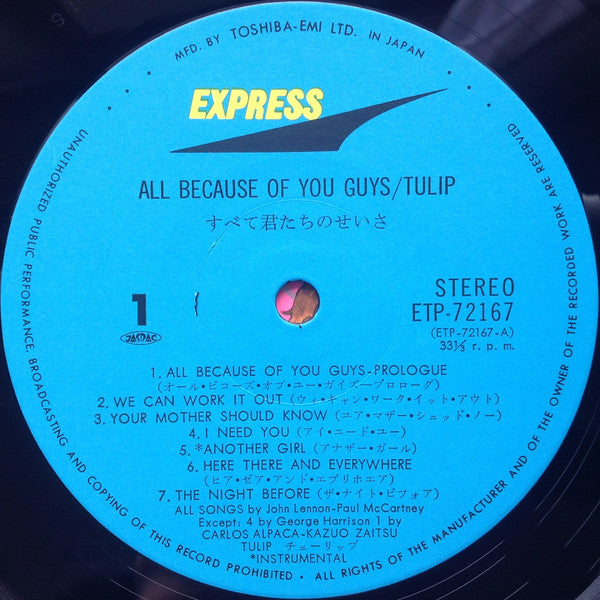 MFD. BY TOSHIBA-EMI LTD. IN JAPAN
EXPRESS
ALL BECAUSE OF YOU GUYS/TULIP
すべて君たちのせいさ
1
JASRAC
STEREO
ETP-72167
(ETP-72167-A)
33⅓ r. p. m.
1. ALL BECAUSE OF YOU GUYS-PROLOGUE
(オール・ビコーズ・オブ・ユー・ガイズープロローグ)
2. WE CAN WORK IT OUT (ウィ・キャン・ワーク・イット・アウト)
3. YOUR MOTHER SHOULD KNOW (ユア・マザー・シュッド・ノー)
4. I NEED YOU (アイ・ニード・ユー)
5. *ANOTHER GIRL (アナザー・ガール)
6. HERE THERE AND EVERYWHERE
(ヒア・ゼア・アンド・エブリホエア)
7. THE NIGHT BEFORE (ザ・ナイト・ビフォア)
ALL SONGS by John Lennon-Paul McCartney
Except: 4 by George Harrison 1 by
CARLOS ALPACA-KAZUO ZAITSU
TULIP チューリップ
*INSTRUMENTAL
UNAUTHORIZED PUBLIC PERFORMANCE, BROADCASTING AND COPYING OF THIS RECORD PROHIBITED • ALL RIGHTS OF THE MANUFACTURER AND OF THE OWNER OF THE RECORDED WORK ARE RESERVED
S